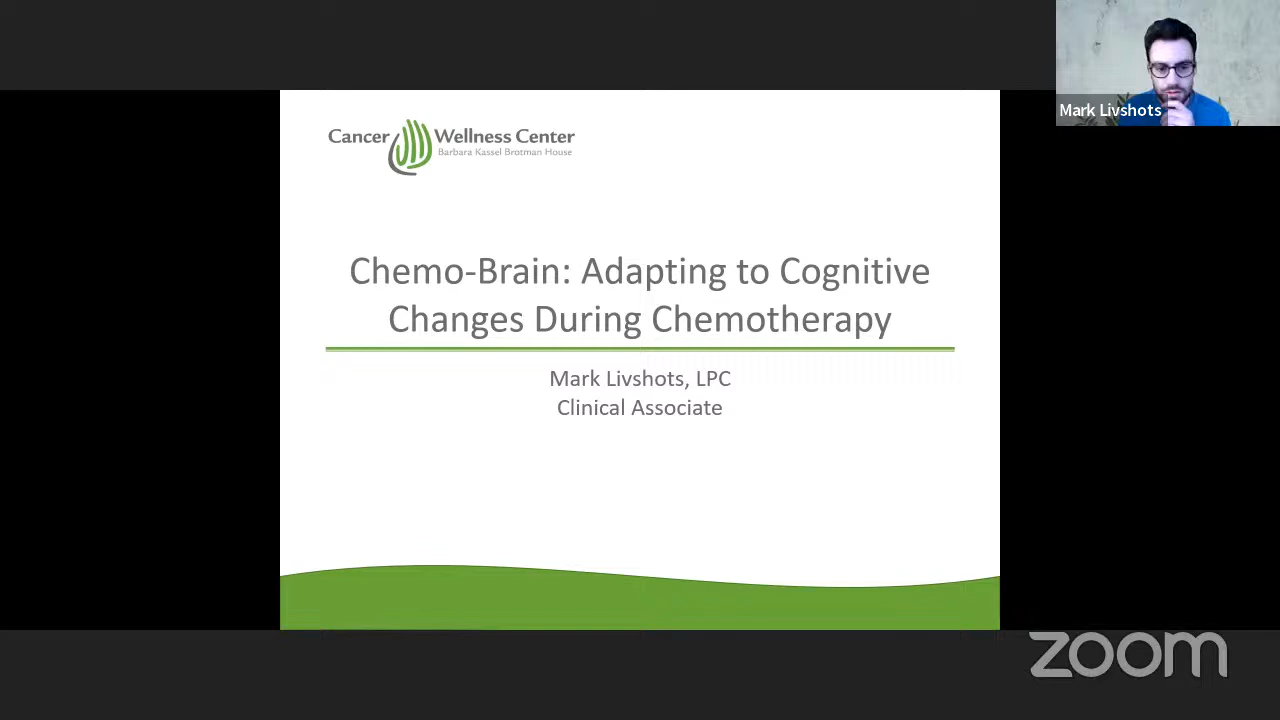 Mark Livshots
Cancer Wellness Center
Barbara Kassel Brotman House
Chemo-Brain: Adapting to Cognitive
Changes During Chemotherapy
Mark Livshots, LPC
Clinical Associate
zoom